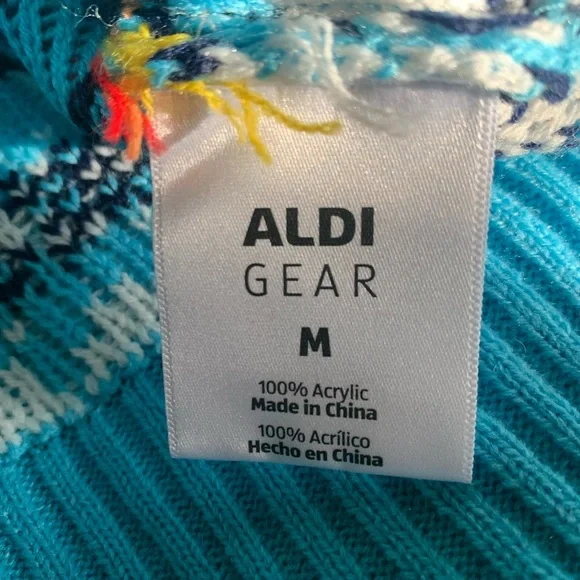 ALDI
GEAR
M
100% Acrylic
Made in China
100% Acrílico
Hecho en China